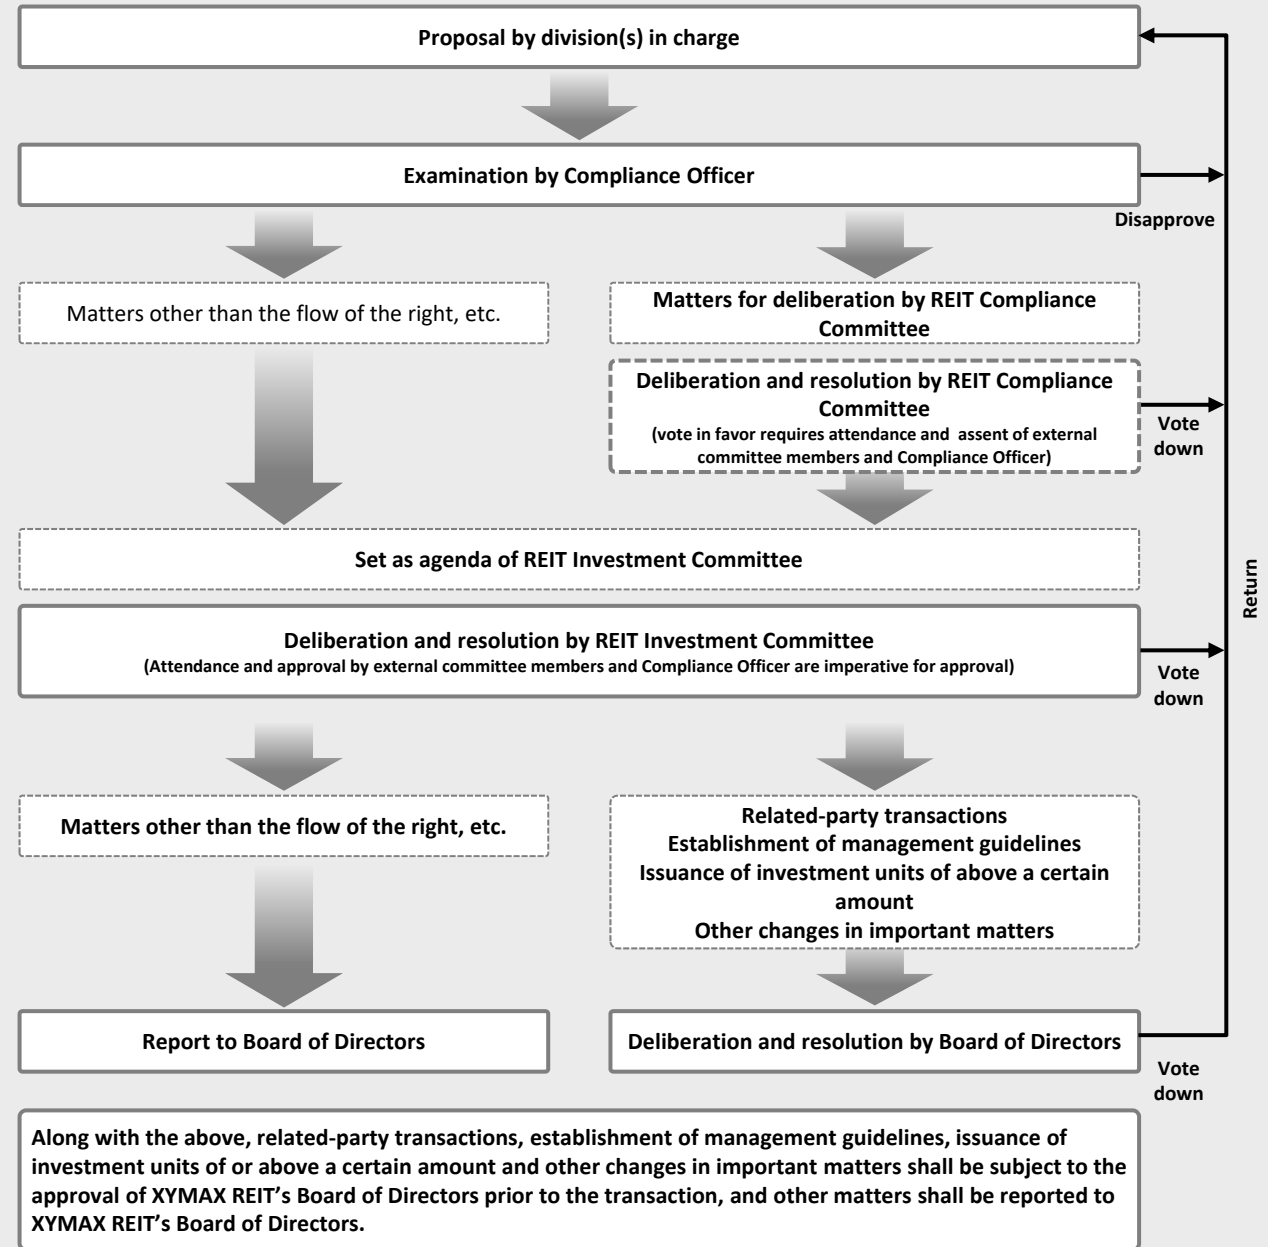 Proposal by division(s) in charge
Examination by Compliance Officer
Disapprove
Matters other than the flow of the right, etc.
Matters for deliberation by REIT Compliance
Committee
Deliberation and resolution by REIT Compliance
Committee
(vote in favor requires attendance and assent of external
committee members and Compliance Officer)
Vote
down
Set as agenda of REIT Investment Committee
Return
Deliberation and resolution by REIT Investment Committee
(Attendance and approval by external committee members and Compliance Officer are imperative for approval)
Vote
down
Matters other than the flow of the right, etc.
Related-party transactions
Establishment of management guidelines
Issuance of investment units of above a certain
amount
Other changes in important matters
Report to Board of Directors
Deliberation and resolution by Board of Directors
Vote
down
Along with the above, related-party transactions, establishment of management guidelines, issuance of
investment units of or above a certain amount and other changes in important matters shall be subject to the
approval of XYMAX REIT’s Board of Directors prior to the transaction, and other matters shall be reported to
XYMAX REIT’s Board of Directors.